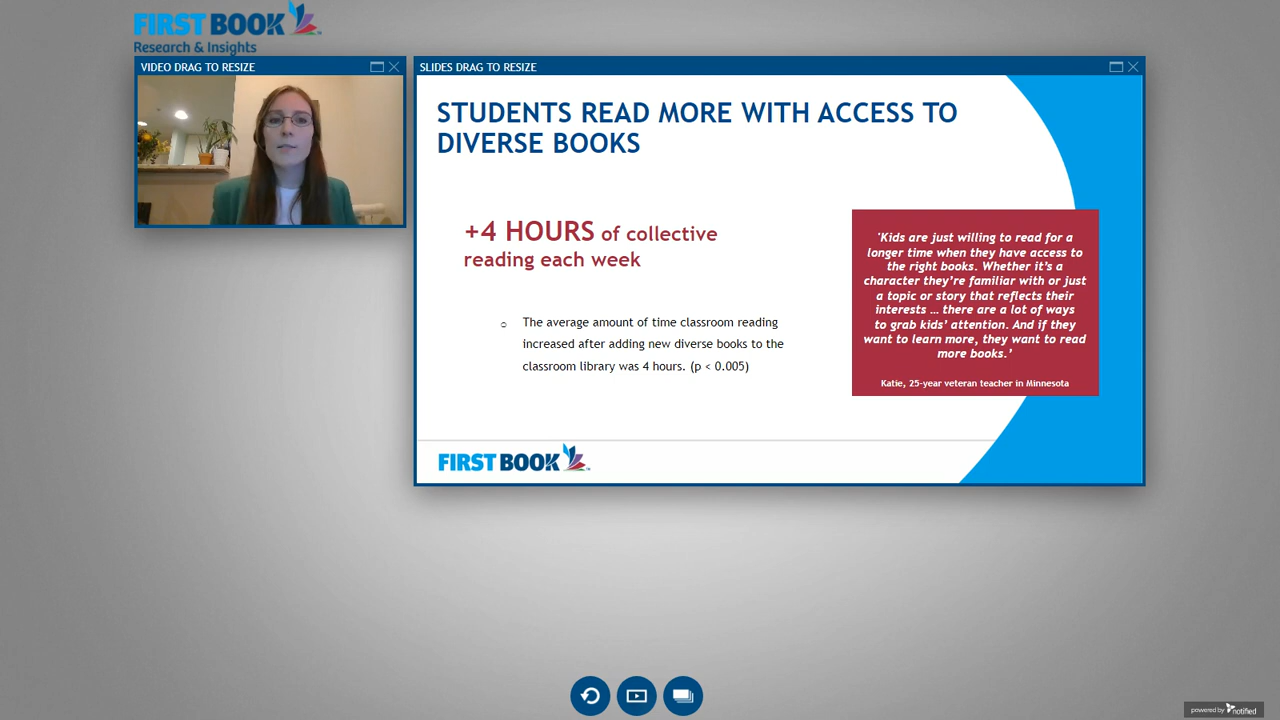 FIRST BOOK
Research & Insights
VIDEO DRAG TO RESIZE
SLIDES DRAG TO RESIZE
STUDENTS READ MORE WITH ACCESS TO
DIVERSE BOOKS
+4 HOURS of collective
reading each week
The average amount of time classroom reading
increased after adding new diverse books to the
classroom library was 4 hours. (p < 0.005)
'Kids are just willing to read for a
longer time when they have access to
the right books. Whether it's a
character they're familiar with or just
a topic or story that reflects their
interests … there are a lot of ways
to grab kids' attention. And if they
want to learn more, they want to read
more books.'
Katie, 25-year veteran teacher in Minnesota
FIRST BOOK
powered by notified